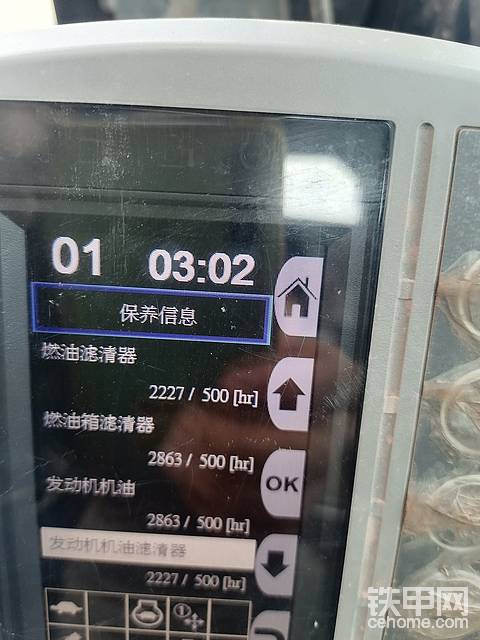 01 03:02
保养信息
燃油滤清器
2227 / 500 [hr]
燃油箱滤清器
2863 / 500 [hr]
发动机机油
OK
2863 / 500 [hr]
发动机机油滤清器
2227 / 500 [hr]
1
铁甲网
cehome.com